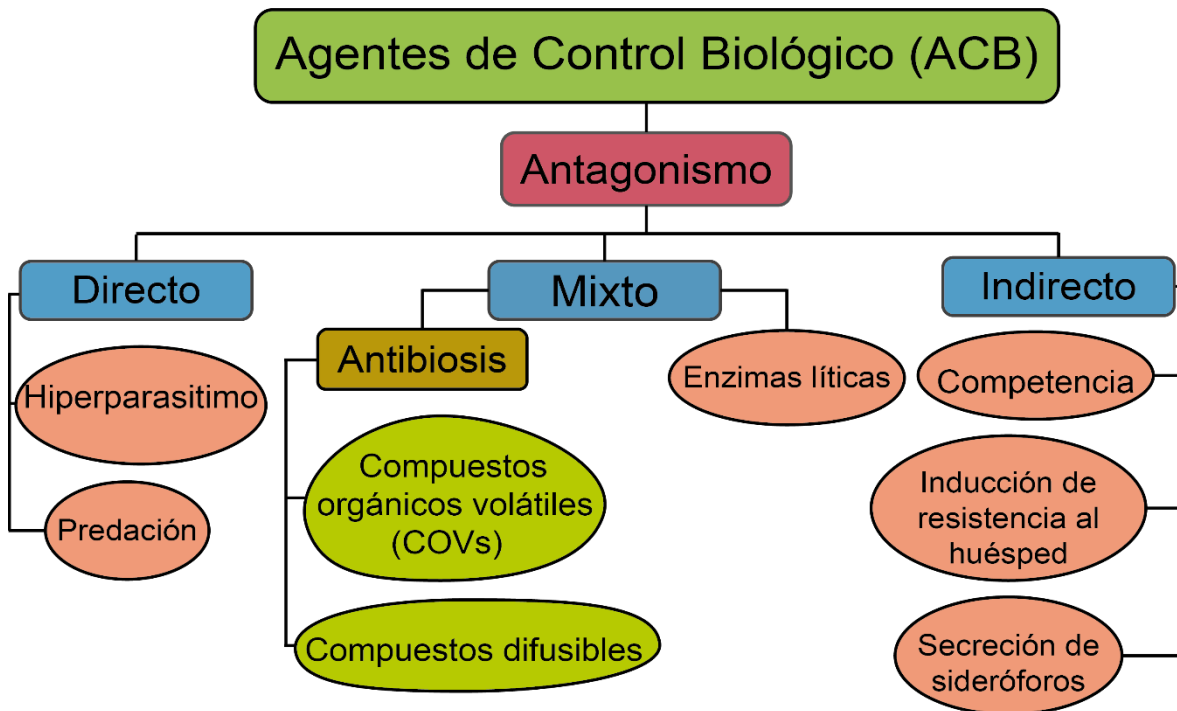 Agentes de Control Biológico (ACB)
Antagonismo
Directo
Mixto
Indirecto
Hiperparasitimo
Predación
Antibiosis
Enzimas líticas
Compuestos
orgánicos volátiles
(COVs)
Compuestos difusibles
Competencia
Inducción de
resistencia al
huésped
Secreción de
sideróforos